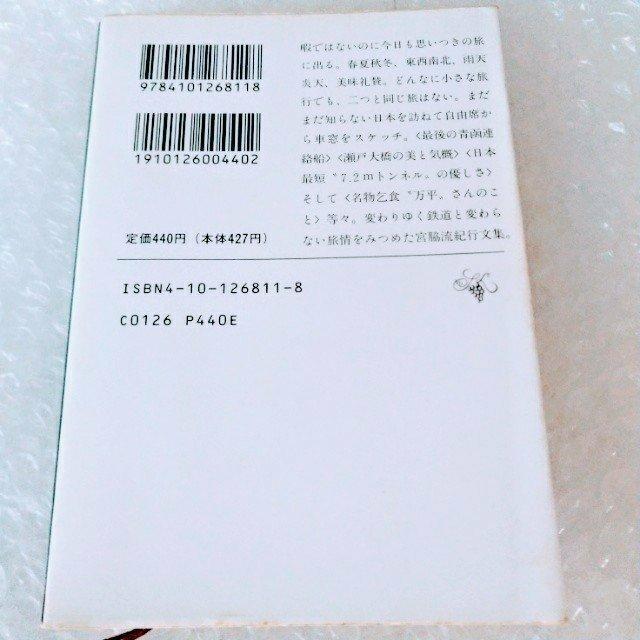 9784101268118
1910126004402
定価440円（本体427円）
暇ではないのに今日も思いつきの旅
に出る。春夏秋冬、東西南北、雨天
炎天、美味礼賛。どんなに小さな旅
行でも、二つと同じ旅はない。まだ
まだ知らない日本を訪ねて自由席か
ら車窓をスケッチ。〈最後の青函連
絡船〉〈瀬戸大橋の美と気概〉〈日本
最短〝7.2mトンネル〟の優しさ〉
そして〈名物乞食〝万平〟さんのこ
と〉等々。変わりゆく鉄道と変わら
ない旅情をみつめた宮脇流紀行文集。
ISBN4-10-126811-8
C0126 P440E